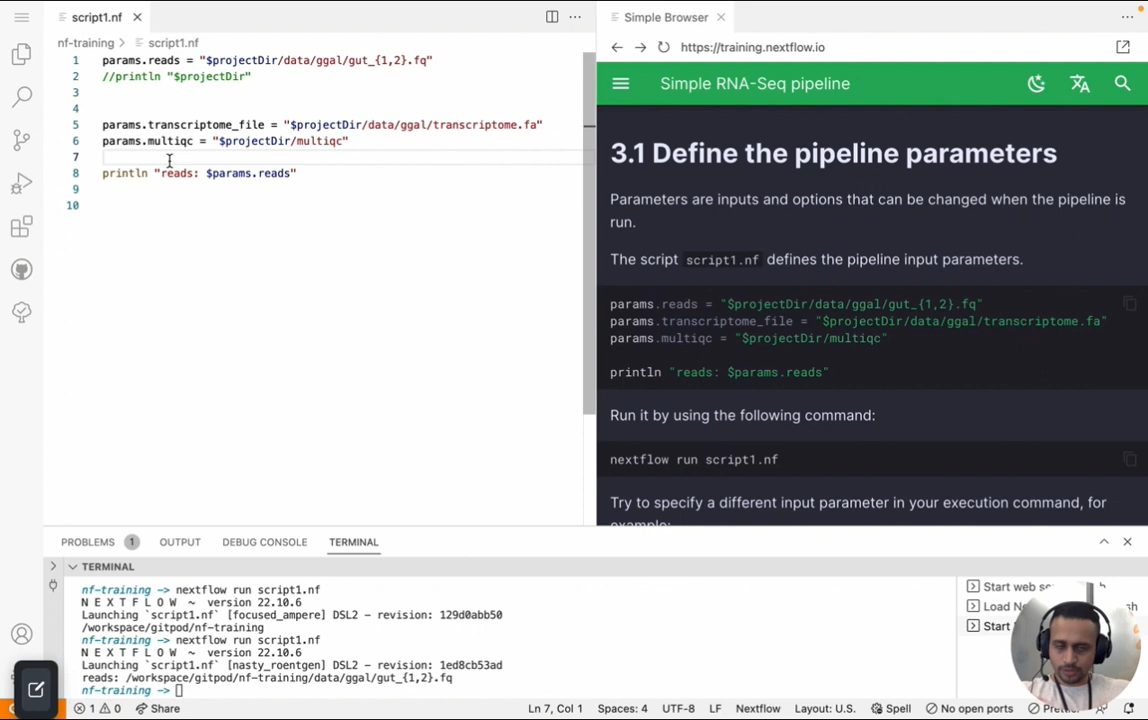 script1.nf
nf-training > script1.nf
1 params.reads = "$projectDir/data/ggal/gut_{1,2}.fq"
2 //println "$projectDir"
3
4
5 params.transcriptome_file = "$projectDir/data/ggal/transcriptome.fa"
6 params.multiqc = "$projectDir/multiqc"
7
8 println "reads: $params.reads"
9
10
Simple Browser
https://training.nextflow.io
Simple RNA-Seq pipeline
3.1 Define the pipeline parameters
Parameters are inputs and options that can be changed when the pipeline is
run.
The script script1.nf defines the pipeline input parameters.
params.reads = "$projectDir/data/ggal/gut_{1,2}.fq"
params.transcriptome_file = "$projectDir/data/ggal/transcriptome.fa"
params.multiqc = "$projectDir/multiqc"
println "reads: $params.reads"
Run it by using the following command:
nextflow run script1.nf
Try to specify a different input parameter in your execution command, for
example:
PROBLEMS 1 OUTPUT DEBUG CONSOLE TERMINAL
TERMINAL
nf-training -> nextflow run script1.nf
N E X T F L O W ~ version 22.10.6
Launching `script1.nf` [focused_ampere] DSL2 - revision: 129d0abb50
/workspace/gitpod/nf-training
nf-training -> nextflow run script1.nf
N E X T F L O W ~ version 22.10.6
Launching `script1.nf` [nasty_roentgen] DSL2 - revision: 1ed8cb53ad
reads: /workspace/gitpod/nf-training/data/ggal/gut_{1,2}.fq
nf-training ->
Start web
Load
Start
1 0 Share
Ln 7, Col 1 Spaces: 4 UTF-8 LF Nextflow Layout: U.S. Spell No open ports